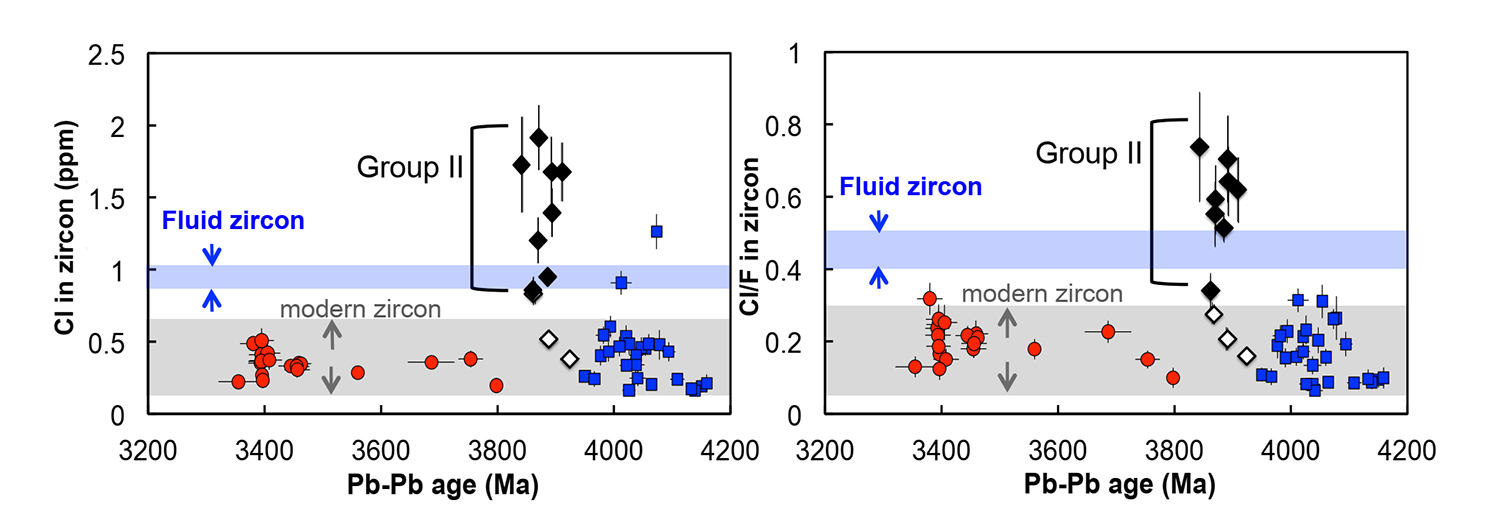 Cl in zircon (ppm)
2.5
2
1.5
1
0.5
0
Group II
Fluid zircon
modern zircon
3200 3400 3600 3800 4000 4200
Pb-Pb age (Ma)
Cl/F in zircon
1
0.8
0.6
0.4
0.2
0
Group II
Fluid zircon
modern zircon
3200 3400 3600 3800 4000 4200
Pb-Pb age (Ma)